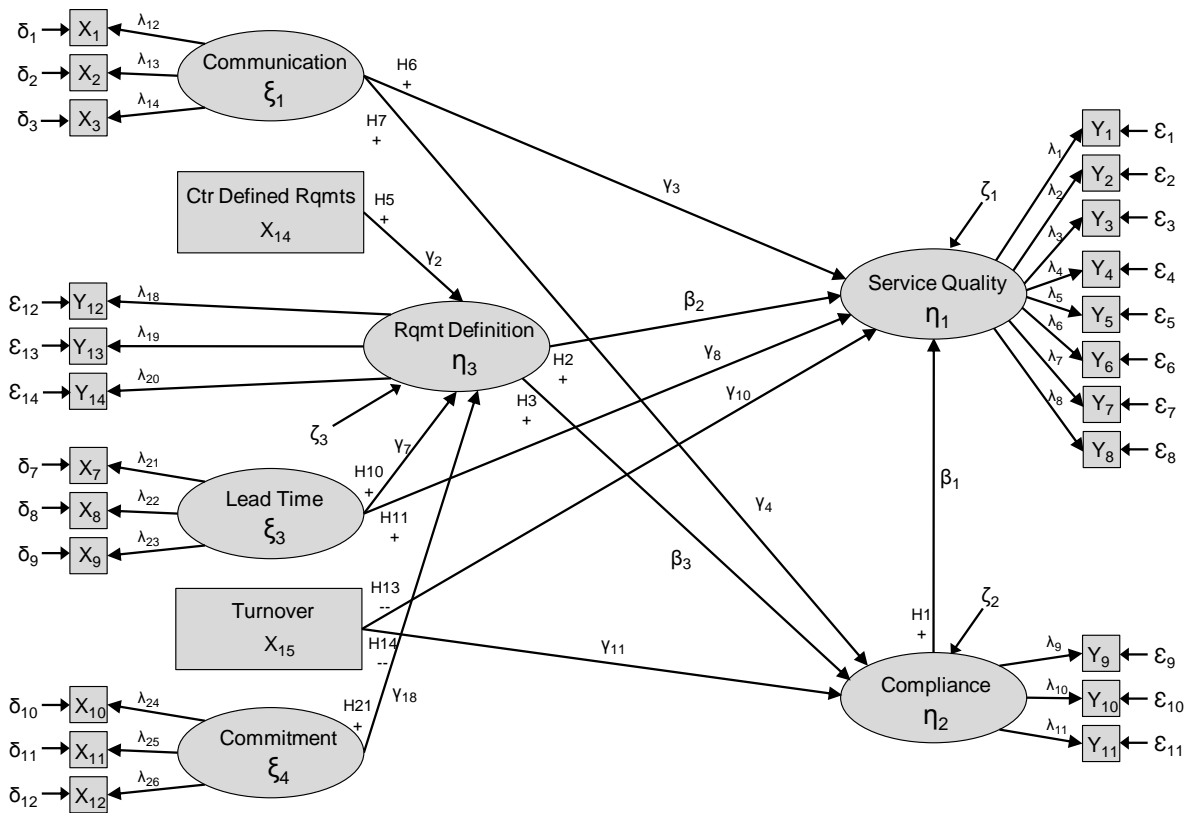 δ₁ X₁ λ₁₂
δ₂ X₂ λ₁₃
δ₃ X₃ λ₁₄
Communication
ξ₁
H6
+
H7
+
γ₃
Ctr Defined Rqmts
X₁₄
H5
+
γ₂
ε₁₂ Y₁₂ λ₁₈
ε₁₃ Y₁₃ λ₁₉
ε₁₄ Y₁₄ λ₂₀
Rqmt Definition
η₃
ζ₃
β₂
H2
+
H3
+
γ₈
γ₁₀
γ₄
β₃
δ₇ X₇ λ₂₁
δ₈ X₈ λ₂₂
δ₉ X₉ λ₂₃
Lead Time
ξ₃
γ₇
H10
+
H11
+
Turnover
X₁₅
H13
--
H14
--
γ₁₁
δ₁₀ X₁₀ λ₂₄
δ₁₁ X₁₁ λ₂₅
δ₁₂ X₁₂ λ₂₆
Commitment
ξ₄
H21
+
γ₁₈
ζ₁
Service Quality
η₁
λ₁ Y₁ ε₁
λ₂ Y₂ ε₂
λ₃ Y₃ ε₃
λ₄ Y₄ ε₄
λ₅ Y₅ ε₅
λ₆ Y₆ ε₆
λ₇ Y₇ ε₇
λ₈ Y₈ ε₈
β₁
H1
+
ζ₂
Compliance
η₂
λ₉ Y₉ ε₉
λ₁₀ Y₁₀ ε₁₀
λ₁₁ Y₁₁ ε₁₁